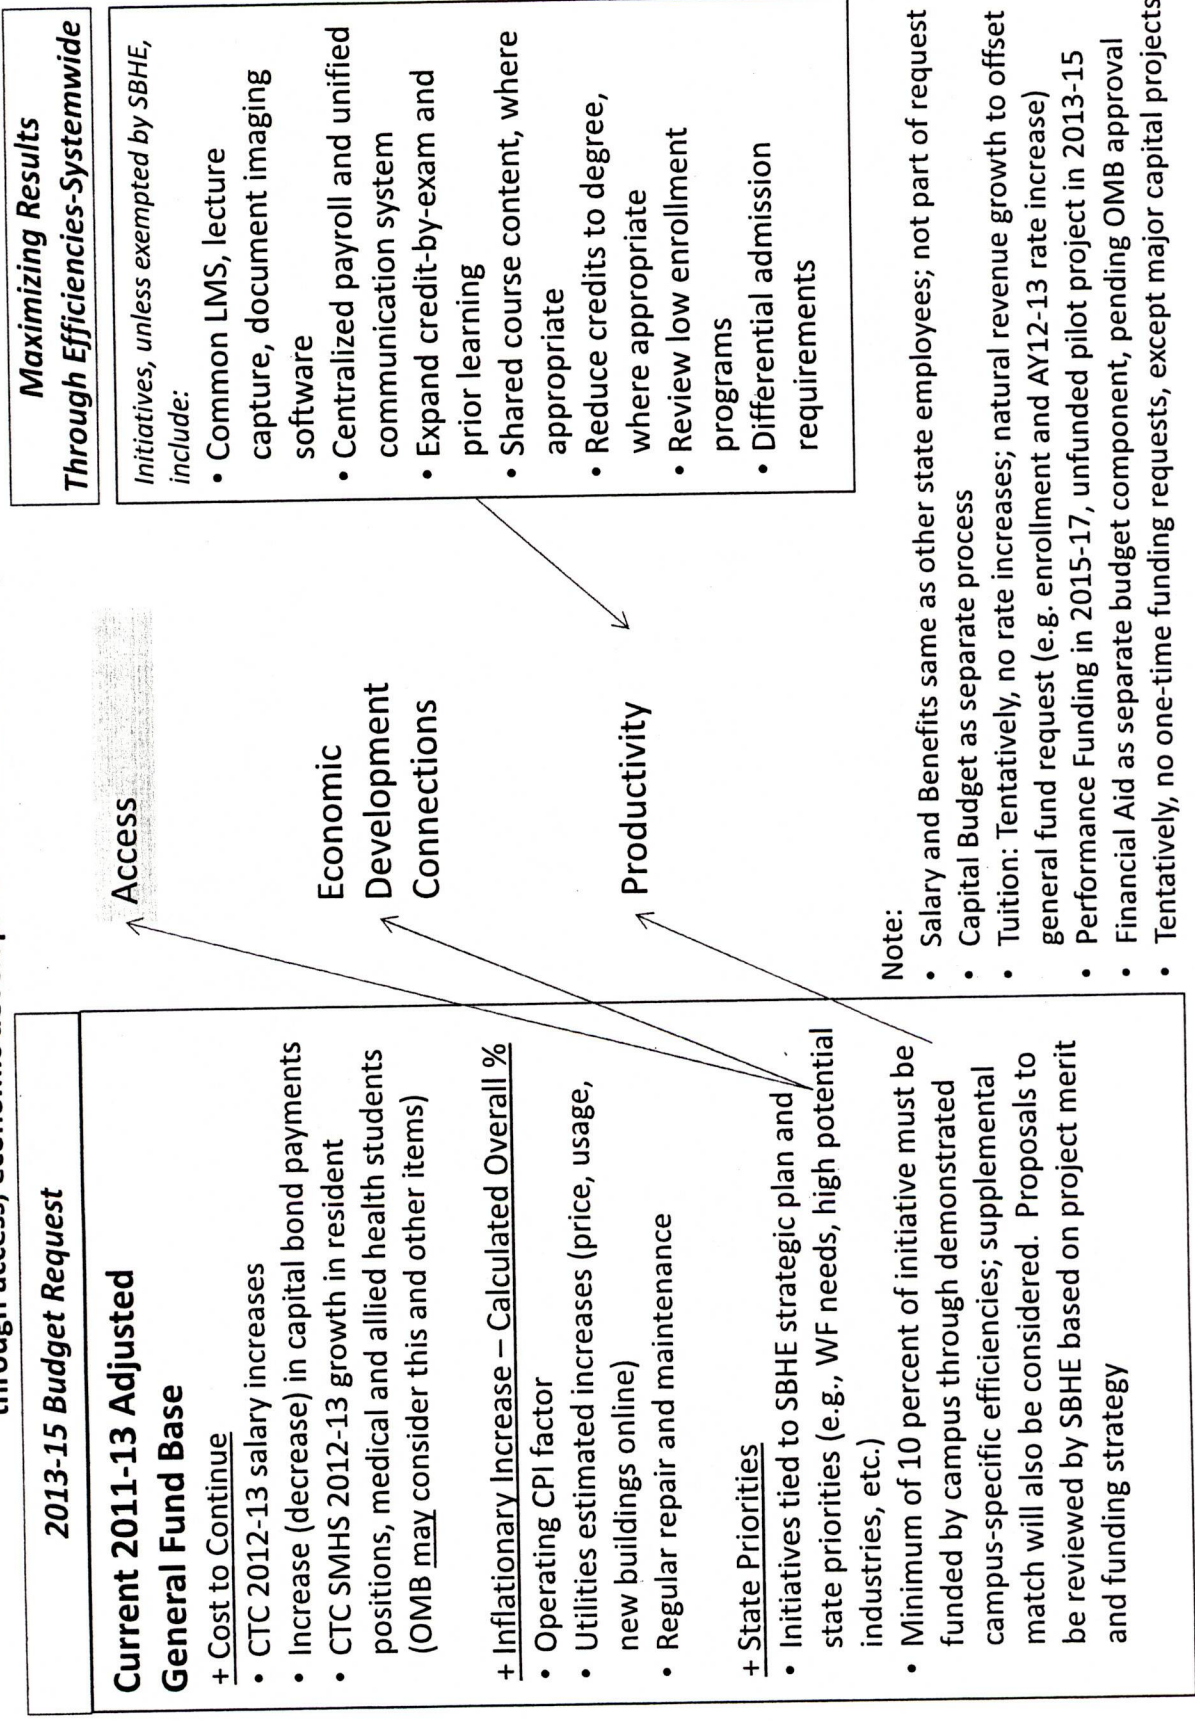 2013-15 Budget Request
Current 2011-13 Adjusted
General Fund Base
+ Cost to Continue
• CTC 2012-13 salary increases
• Increase (decrease) in capital bond payments
• CTC SMHS 2012-13 growth in resident
positions, medical and allied health students
(OMB may consider this and other items)
+ Inflationary Increase – Calculated Overall %
• Operating CPI factor
• Utilities estimated increases (price, usage,
new buildings online)
• Regular repair and maintenance
+ State Priorities
• Initiatives tied to SBHE strategic plan and
state priorities (e.g., WF needs, high potential
industries, etc.)
• Minimum of 10 percent of initiative must be
funded by campus through demonstrated
campus-specific efficiencies; supplemental
match will also be considered. Proposals to
be reviewed by SBHE based on project merit
and funding strategy
Access
Economic
Development
Connections
Productivity
Maximizing Results
Through Efficiencies-Systemwide
Initiatives, unless exempted by SBHE,
include:
• Common LMS, lecture
capture, document imaging
software
• Centralized payroll and unified
communication system
• Expand credit-by-exam and
prior learning
• Shared course content, where
appropriate
• Reduce credits to degree,
where appropriate
• Review low enrollment
programs
• Differential admission
requirements
Note:
• Salary and Benefits same as other state employees; not part of request
• Capital Budget as separate process
• Tuition: Tentatively, no rate increases; natural revenue growth to offset
general fund request (e.g. enrollment and AY12-13 rate increase)
• Performance Funding in 2015-17, unfunded pilot project in 2013-15
• Financial Aid as separate budget component, pending OMB approval
• Tentatively, no one-time funding requests, except major capital projects